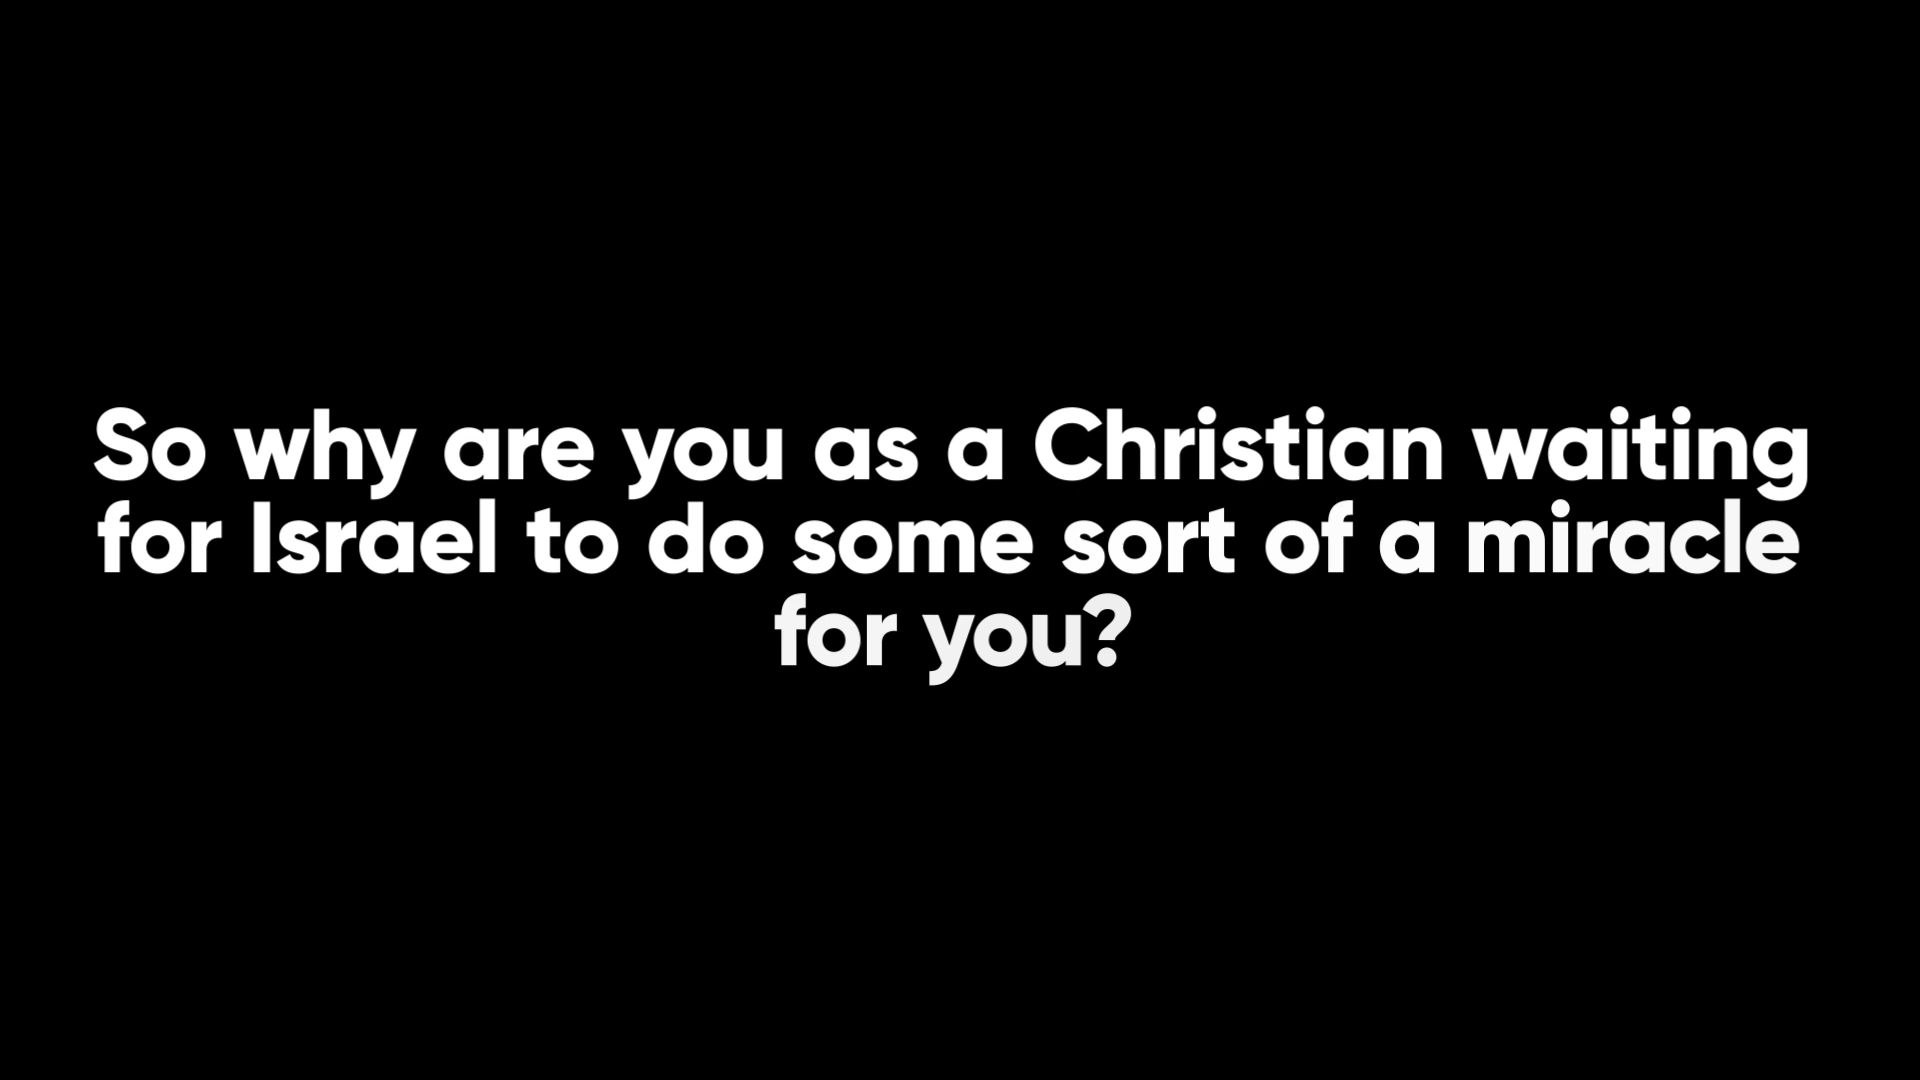 So why are you as a Christian waiting
for Israel to do some sort of a miracle
for you?